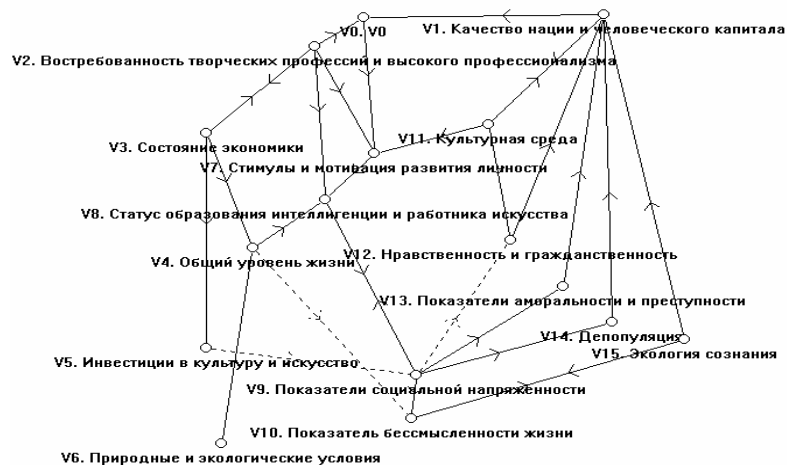 V0. V0
V1. Качество нации и человеческого капитала
V2. Востребованность творческих профессий и высокого профессионализма
V11. Культурная среда
V3. Состояние экономики
V7. Стимулы и мотивация развития личности
V8. Статус образования интеллигенции и работника искусства
V12. Нравственность и гражданственность
V4. Общий уровень жизни
V13. Показатели аморальности и преступности
V14. Депопуляция
V15. Экология сознания
V5. Инвестиции в культуру и искусство
V9. Показатели социальной напряженности
V10. Показатель бессмысленности жизни
V6. Природные и экологические условия